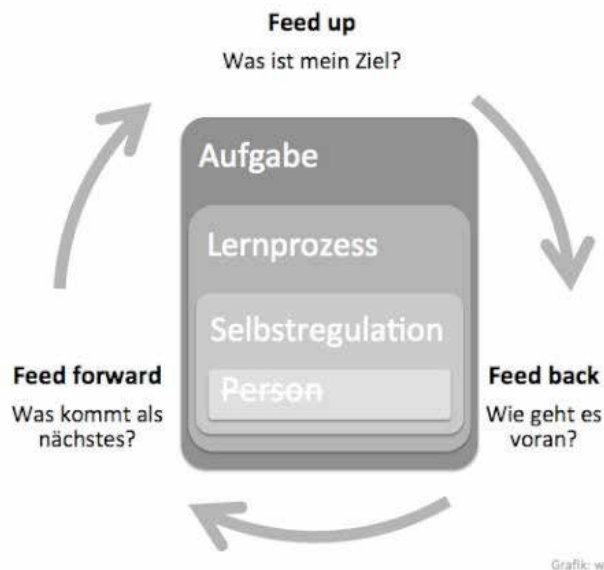 Feed up
Was ist mein Ziel?
Aufgabe
Lernprozess
Selbstregulation
Person
Feed forward
Was kommt als
nächstes?
Feed back
Wie geht es
voran?
Grafik: w